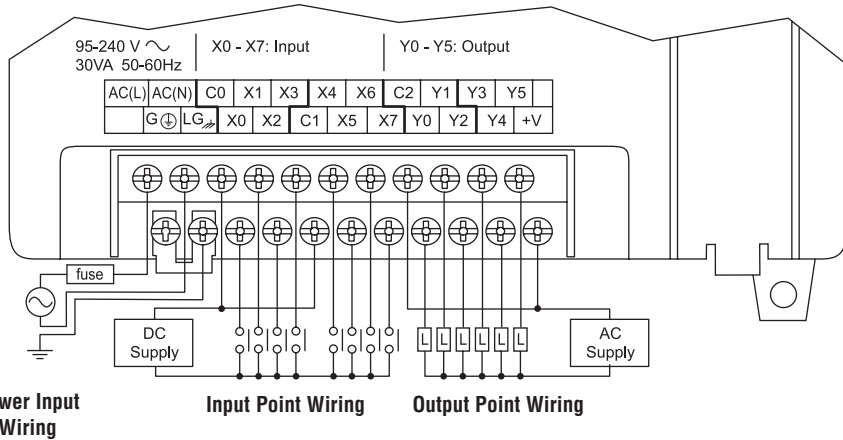 95-240 V
30VA 50-60Hz
X0 - X7: Input
Y0 - Y5: Output
AC(L) AC(N) C0 X1 X3 X4 X6 C2 Y1 Y3 Y5
G LG X0 X2 C1 X5 X7 Y0 Y2 Y4 +V
fuse
DC
Supply
L L L L L L
AC
Supply
wer Input
Wiring
Input Point Wiring
Output Point Wiring